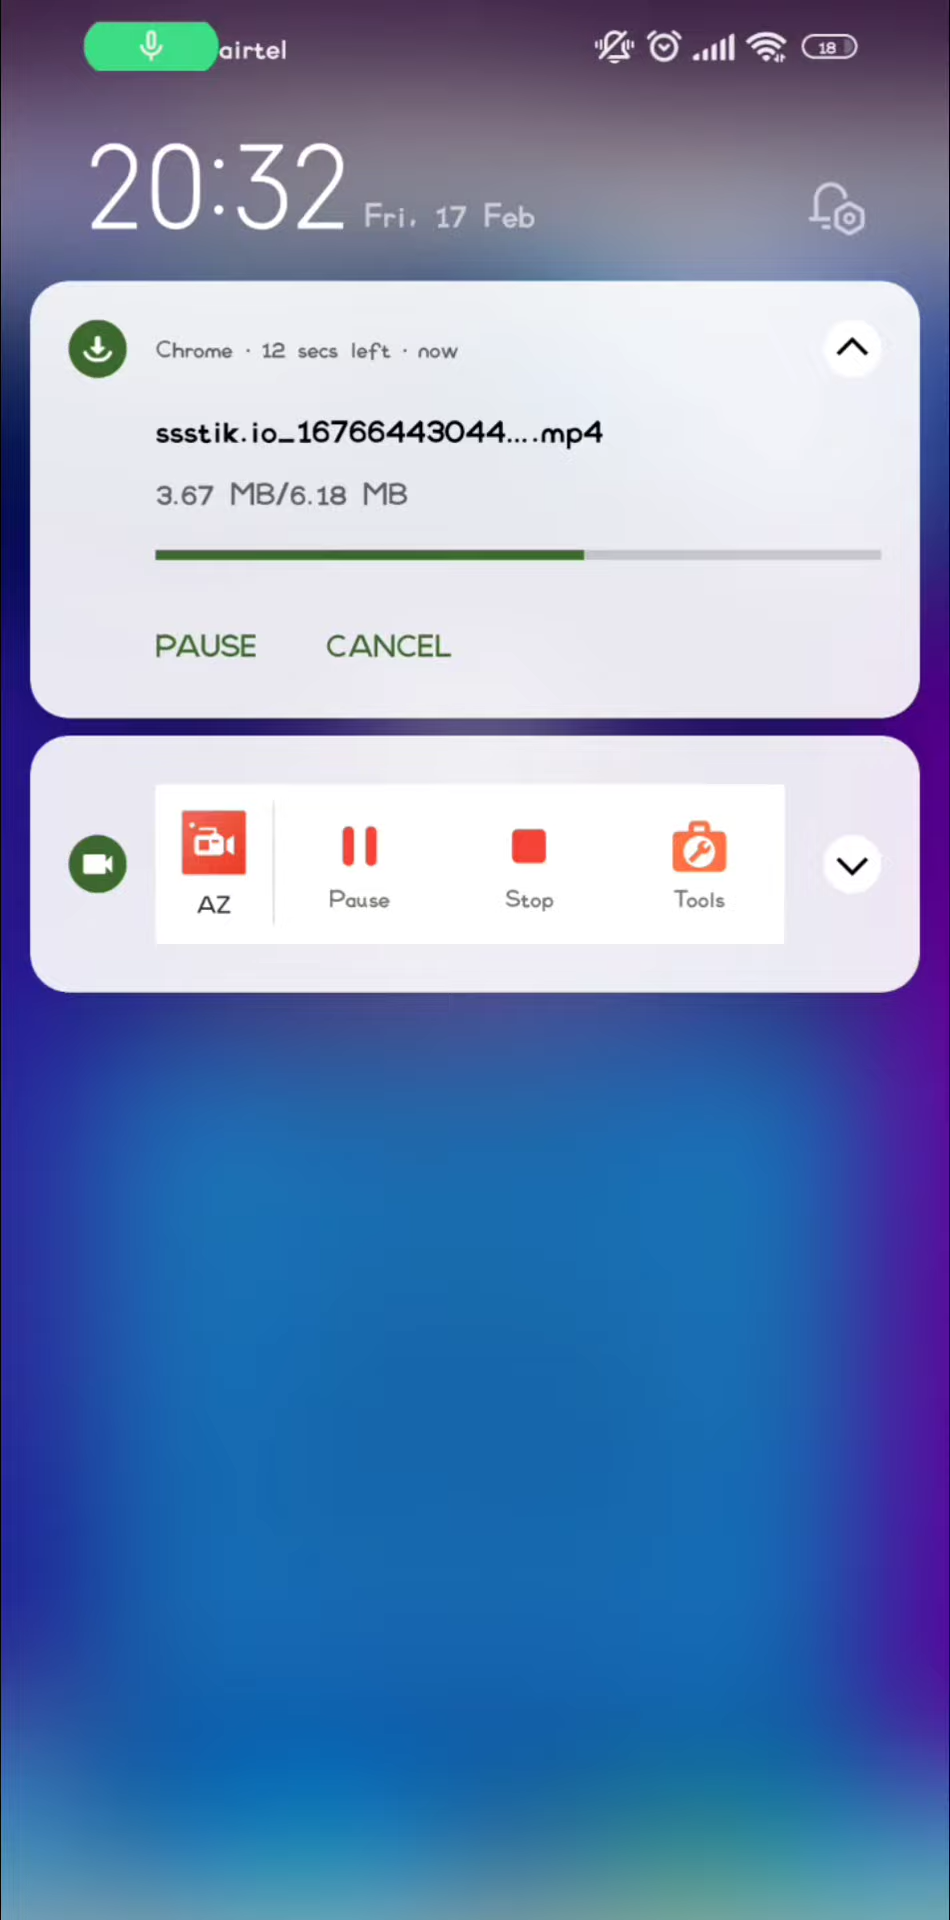 airtel 18
20:32 Fri, 17 Feb
Chrome · 12 secs left · now
ssstik.io_16766443044....mp4
3.67 MB/6.18 MB
PAUSE CANCEL
AZ Pause Stop Tools